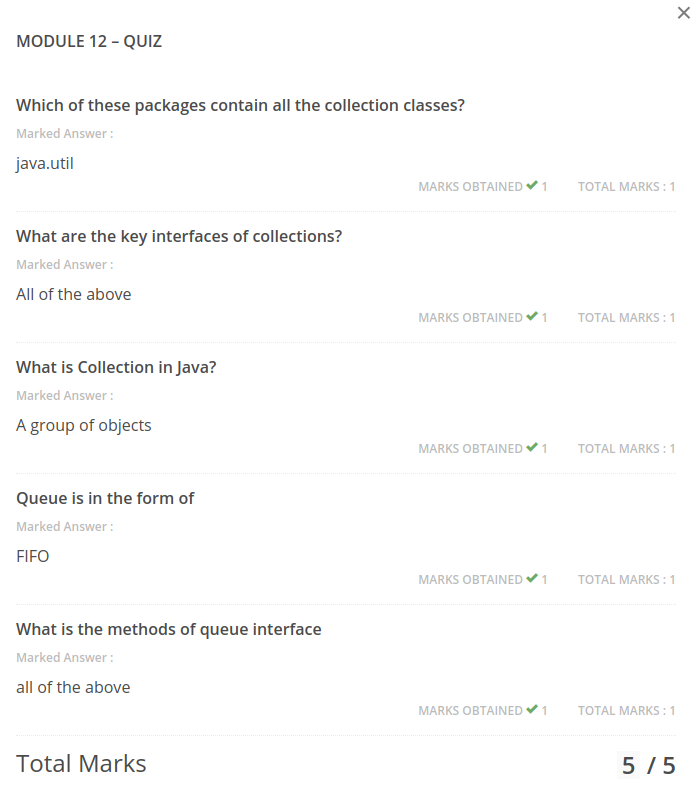 MODULE 12 – QUIZ
Which of these packages contain all the collection classes?
Marked Answer :
java.util
MARKS OBTAINED ✔ 1 TOTAL MARKS : 1
What are the key interfaces of collections?
Marked Answer :
All of the above
MARKS OBTAINED ✔ 1 TOTAL MARKS : 1
What is Collection in Java?
Marked Answer :
A group of objects
MARKS OBTAINED ✔ 1 TOTAL MARKS : 1
Queue is in the form of
Marked Answer :
FIFO
MARKS OBTAINED ✔ 1 TOTAL MARKS : 1
What is the methods of queue interface
Marked Answer :
all of the above
MARKS OBTAINED ✔ 1 TOTAL MARKS : 1
Total Marks 5 / 5